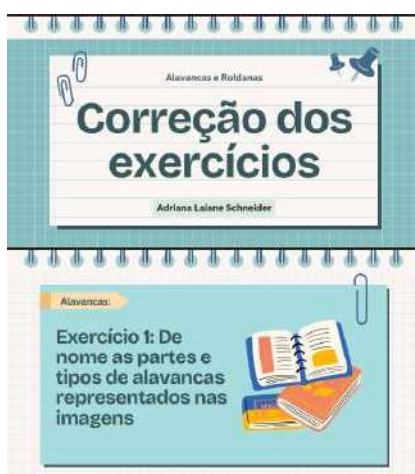 Alavancas e Roldanas
Correção dos
exercícios
Adriana Laiane Schneider
Alavancas:
Exercício 1: De
nome as partes e
tipos de alavancas
representados nas
imagens